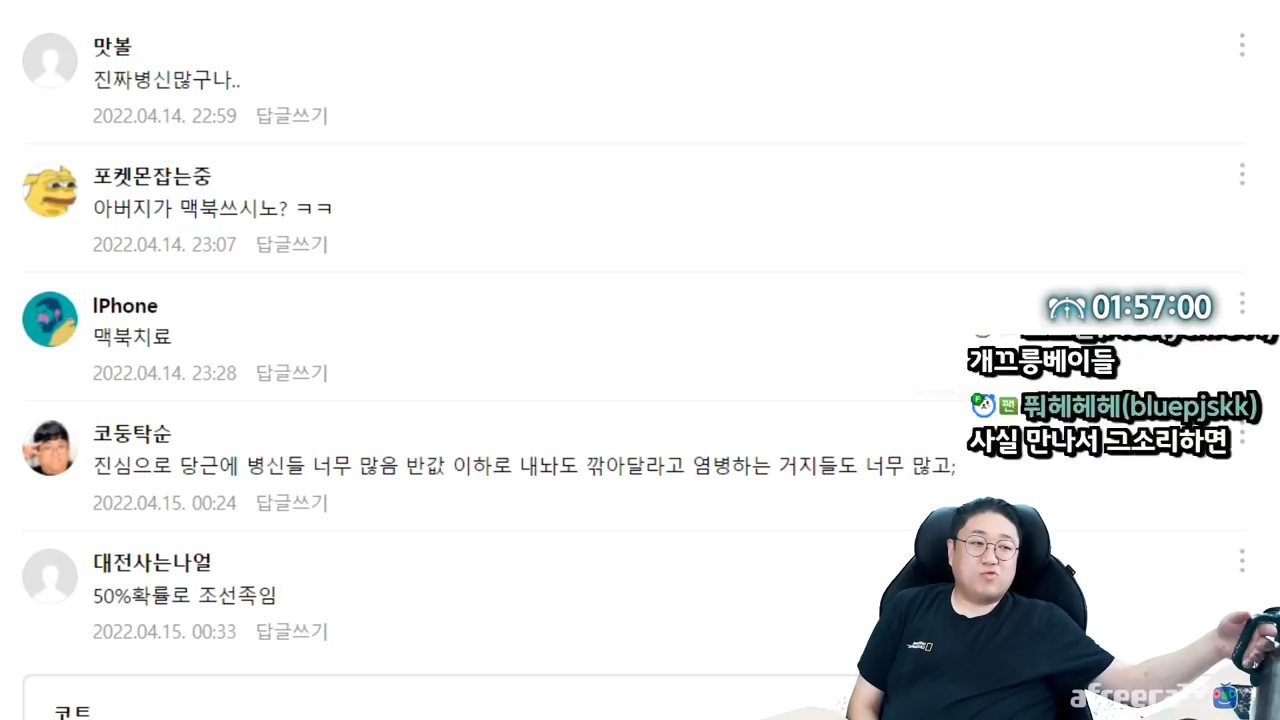 맛볼
진짜병신많구나..
2022.04.14. 22:59 답글쓰기
포켓몬잡는중
아버지가 맥북쓰시노? ㅋㅋ
2022.04.14. 23:07 답글쓰기
lPhone
맥북치료
2022.04.14. 23:28 답글쓰기
코둥탁순
진심으로 당근에 병신들 너무 많음 반값 이하로 내놔도 깎아달라고 염병하는 거지들도 너무 많고;
2022.04.15. 00:24 답글쓰기
대전사는나얼
50%확률로 조선족임
2022.04.15. 00:33 답글쓰기
코트
01:57:00
개끄릉베이들
팬 풔헤헤헤(bluepjskk)
사실 만나서 그소리하면
afreeca